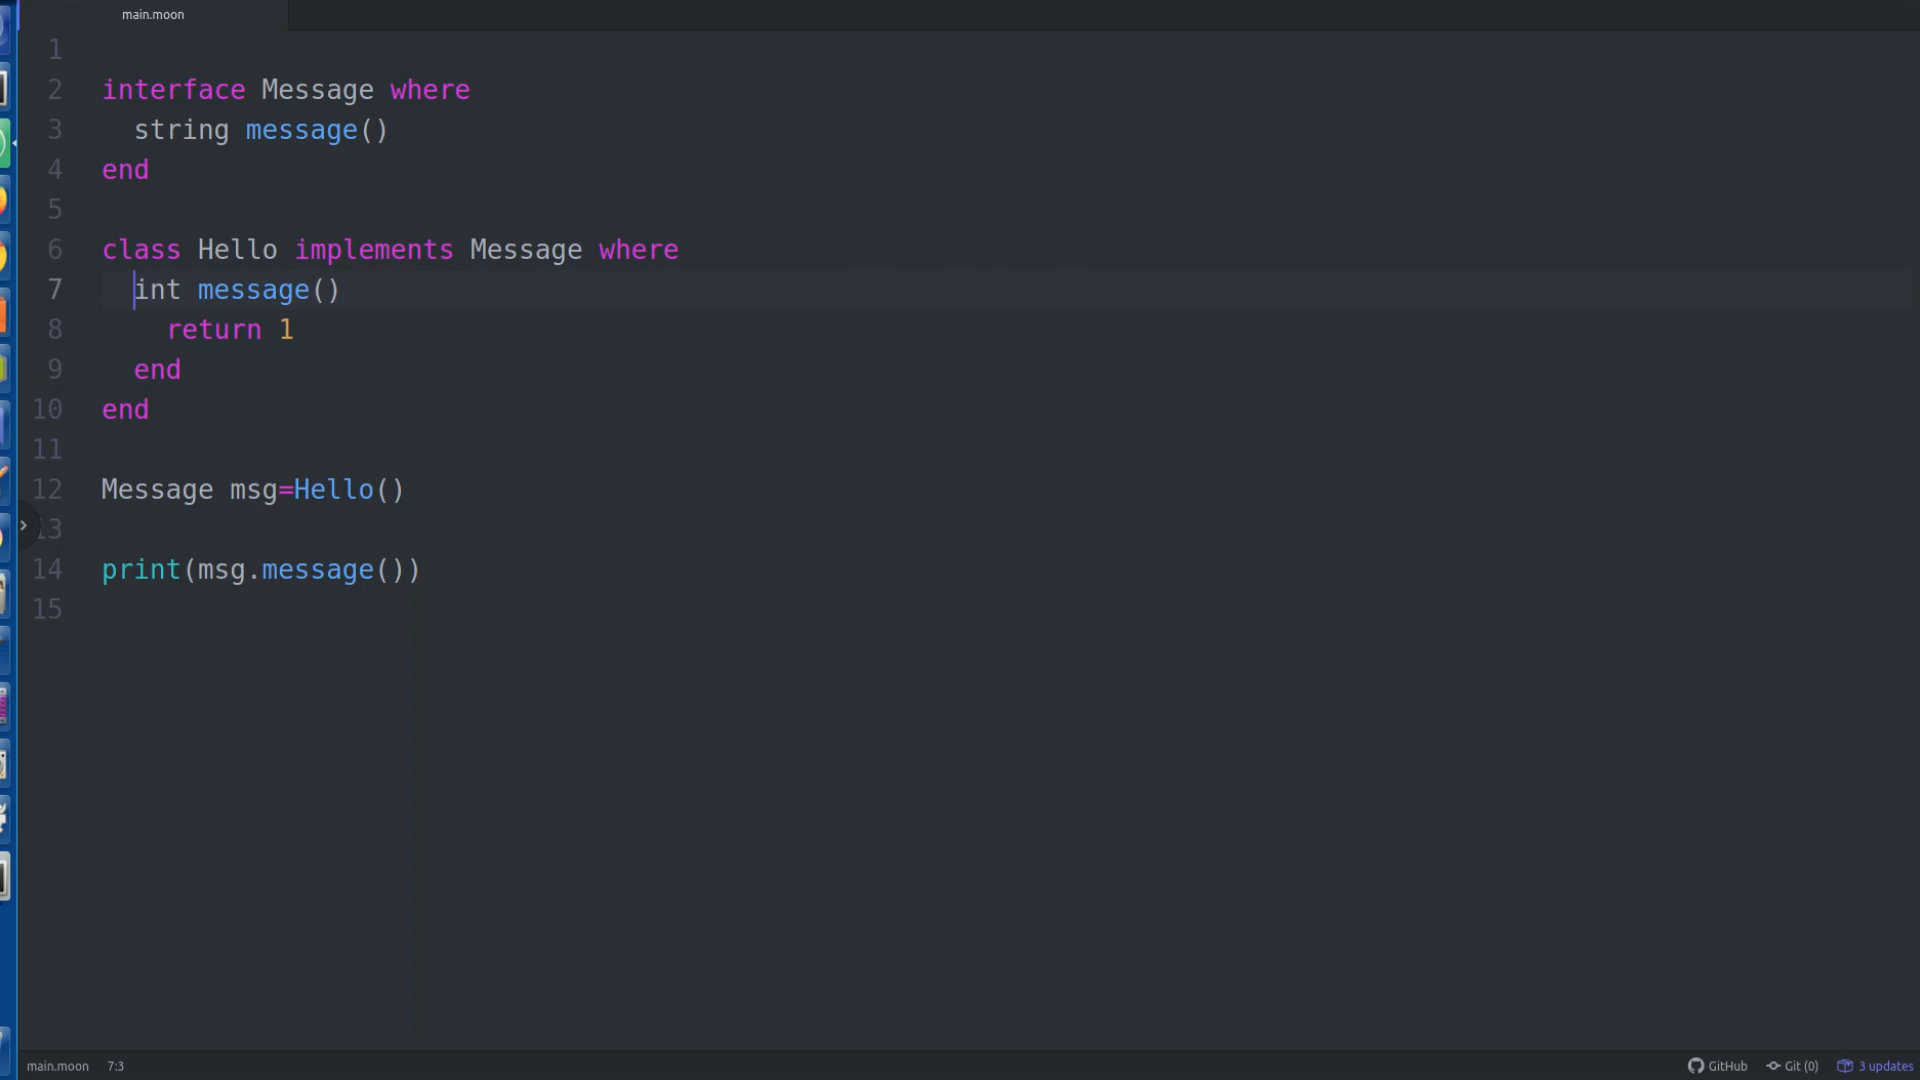 main.moon
1
2 interface Message where
3   string message()
4 end
5
6 class Hello implements Message where
7   int message()
8     return 1
9   end
10 end
11
12 Message msg=Hello()
13
14 print(msg.message())
15
main.moon 7:3 GitHub Git (0) 3 updates